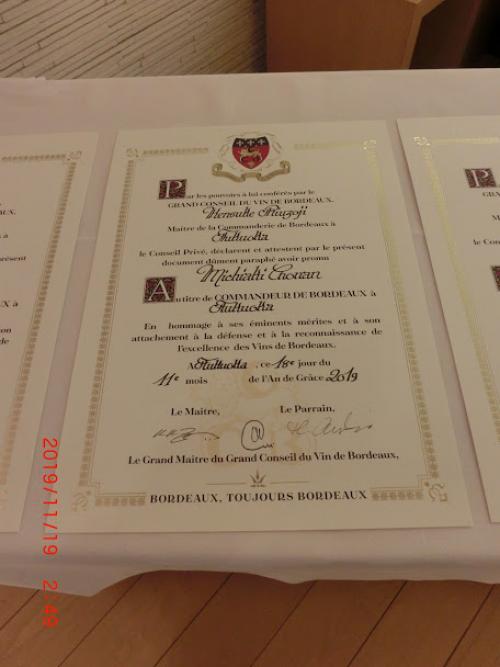 Par les pouvoirs à lui conférés par le
GRAND CONSEIL DU VIN DE BORDEAUX,
Maître de la Commanderie de Bordeaux à
le Conseil Privé, déclarent et attestent par le présent
document dûment paraphé avoir promu
Au titre de COMMANDEUR DE BORDEAUX à
En hommage à ses éminents mérites et à son
attachement à la défense et à la reconnaissance de
l'excellence des Vins de Bordeaux.
A , ce 18e jour du
11e mois de l'An de Grâce 2019
Le Maître, Le Parrain,
Le Grand Maître du Grand Conseil du Vin de Bordeaux,
BORDEAUX, TOUJOURS BORDEAUX
2019/11/19 2:49